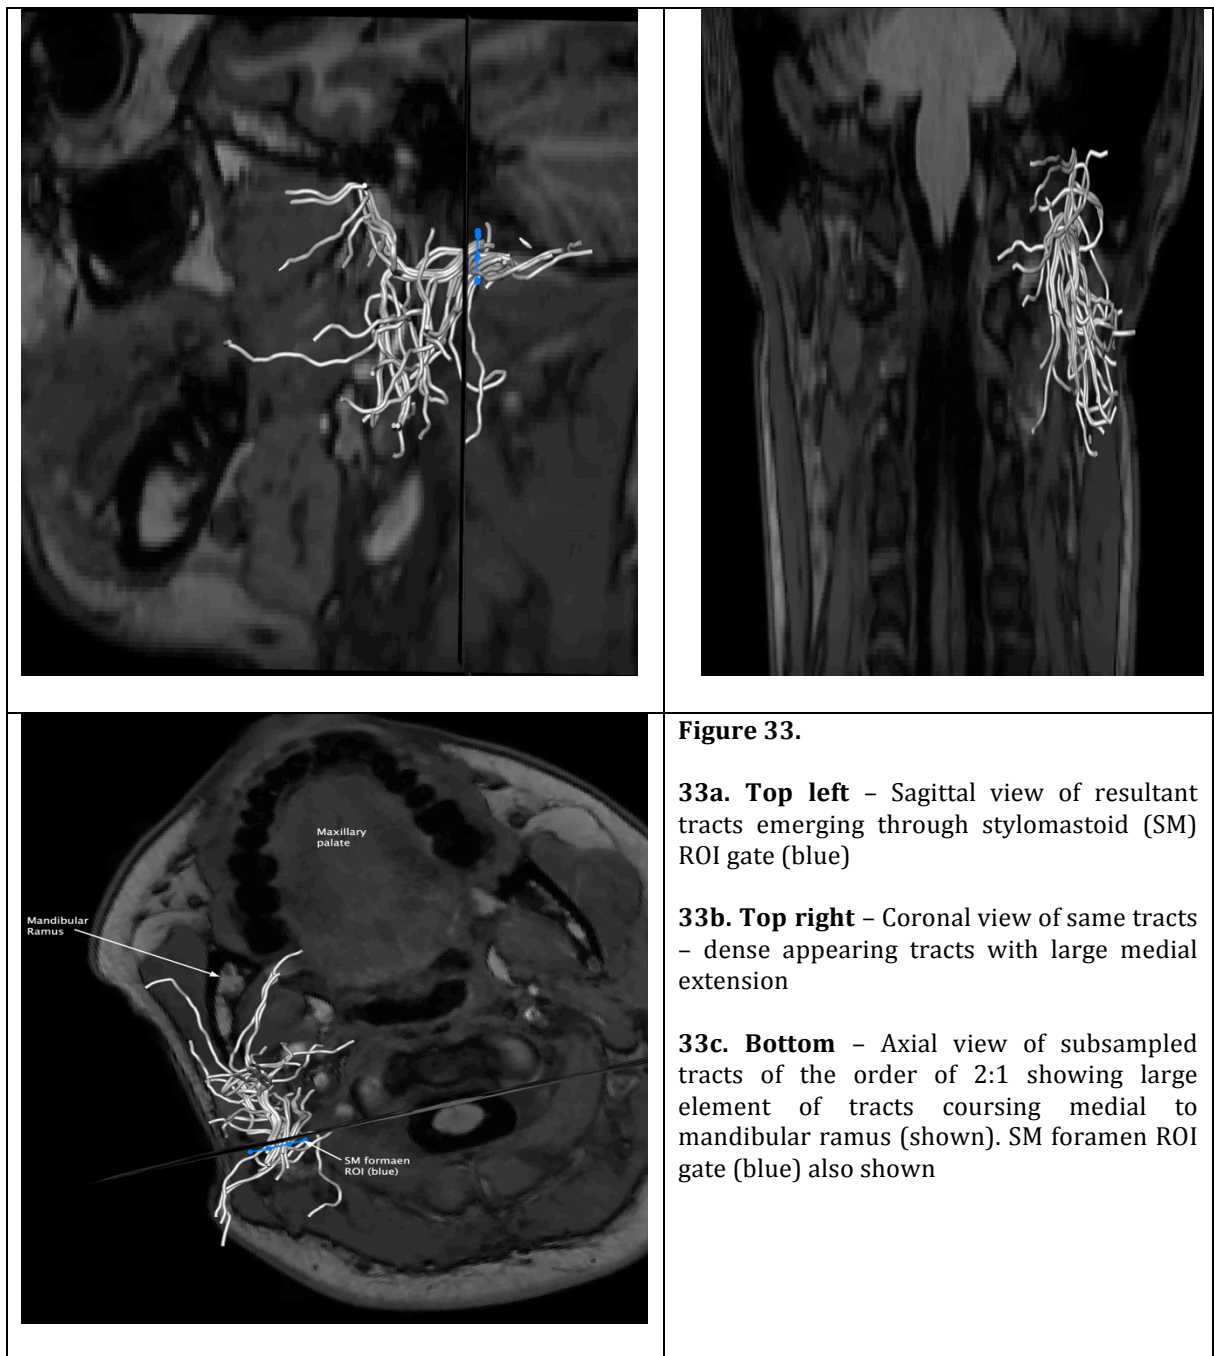 Maxillary
palate
Mandibular
Ramus
SM formaen
ROI (blue)
Figure 33.
33a. Top left – Sagittal view of resultant
tracts emerging through stylomastoid (SM)
ROI gate (blue)
33b. Top right – Coronal view of same tracts
– dense appearing tracts with large medial
extension
33c. Bottom – Axial view of subsampled
tracts of the order of 2:1 showing large
element of tracts coursing medial to
mandibular ramus (shown). SM foramen ROI
gate (blue) also shown